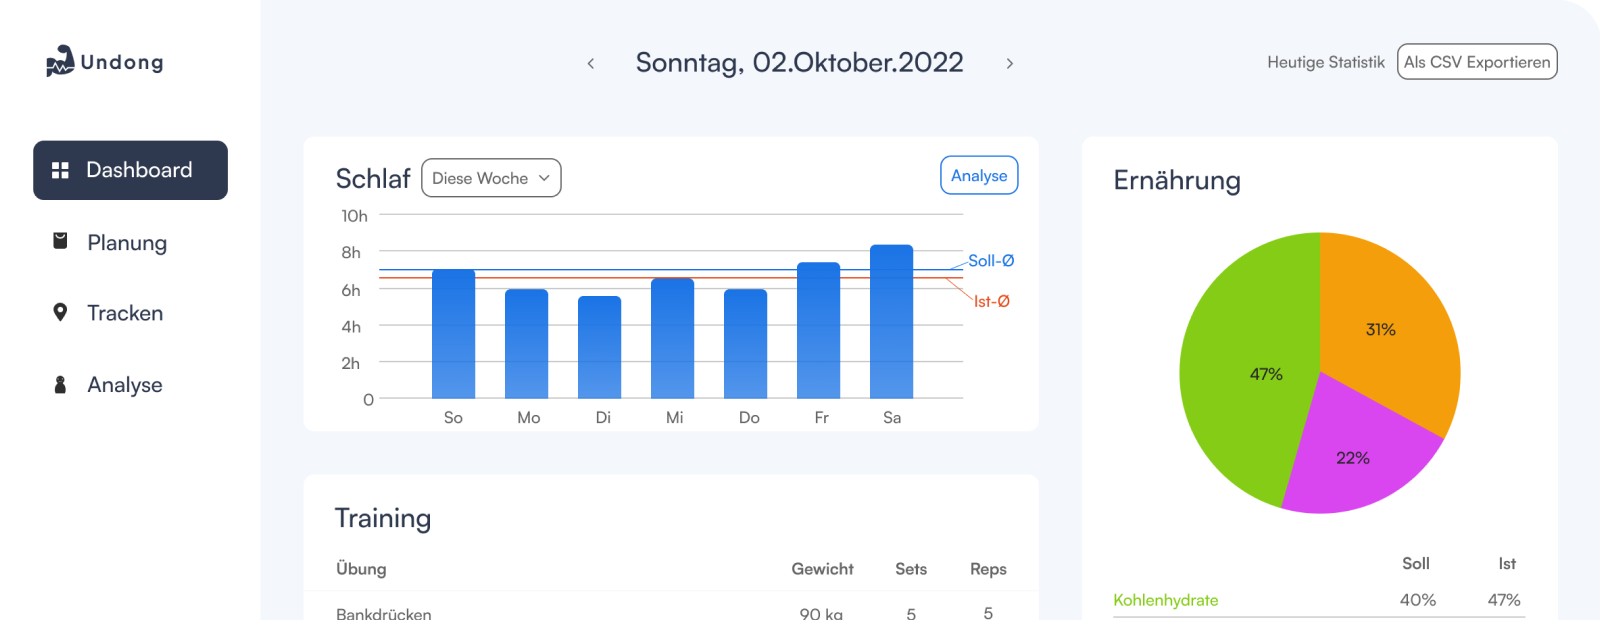 Undong
Dashboard
Planung
Tracken
Analyse
‹ Sonntag, 02.Oktober.2022 ›
Heutige Statistik Als CSV Exportieren
Schlaf Diese Woche Analyse
10h
8h
6h
4h
2h
0
Soll-Ø
Ist-Ø
So Mo Di Mi Do Fr Sa
Training
Übung Gewicht Sets Reps
Bankdrücken 90 kg 5 5
Ernährung
31%
47%
22%
Soll Ist
Kohlenhydrate 40% 47%